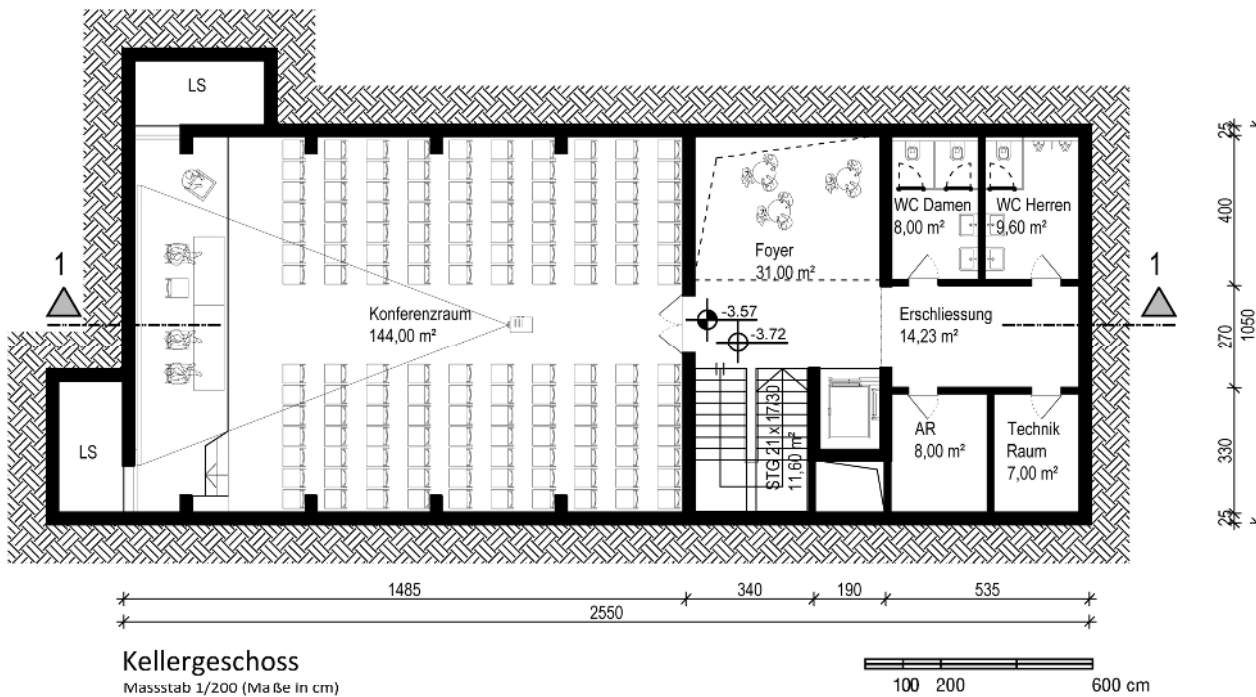 LS
25
WC Damen
8,00 m²
WC Herren
9,60 m²
400
Foyer
31,00 m²
1
1
Konferenzraum
144,00 m²
-3.57
-3.72
Erschliessung
14,23 m²
270
1050
STG 21 x 17/30
11,60 m²
AR
8,00 m²
Technik
Raum
7,00 m²
LS
330
25
1485
340
190
535
2550
Kellergeschoss
Massstab 1/200 (Maße in cm)
100 200 600 cm